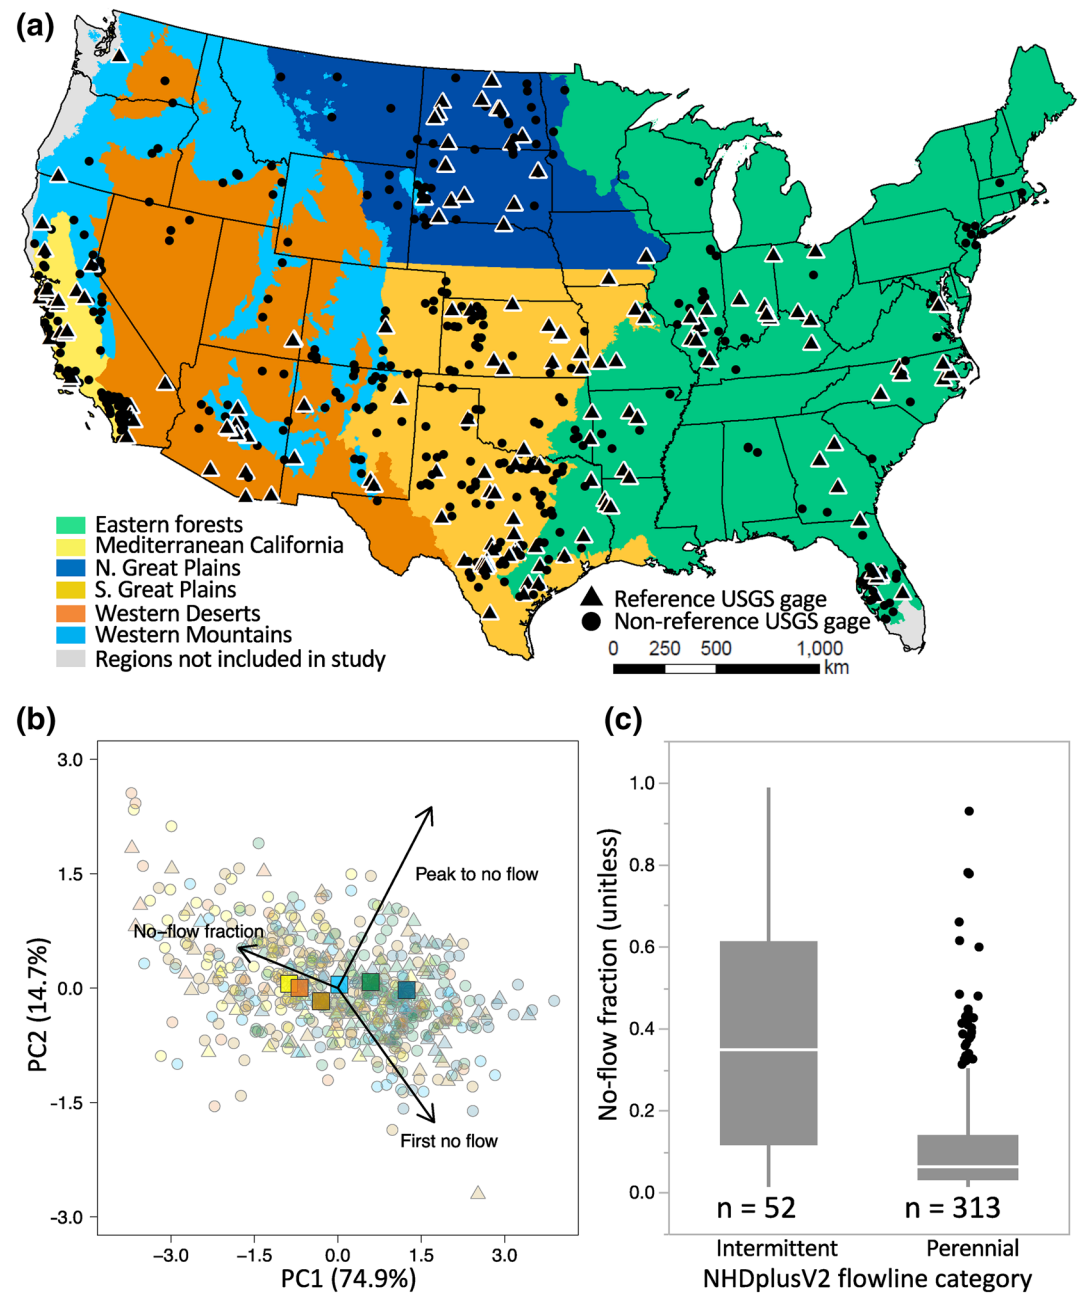 (a)
Eastern forests
Mediterranean California
N. Great Plains
S. Great Plains
Western Deserts
Western Mountains
Regions not included in study
Reference USGS gage
Non-reference USGS gage
0 250 500 1,000
km
(b)
3.0
1.5
0.0
−1.5
−3.0
PC2 (14.7%)
Peak to no flow
No−flow fraction
First no flow
−3.0 −1.5 0.0 1.5 3.0
PC1 (74.9%)
(c)
1.0
0.8
0.6
0.4
0.2
0.0
No-flow fraction (unitless)
n = 52 n = 313
Intermittent Perennial
NHDplusV2 flowline category